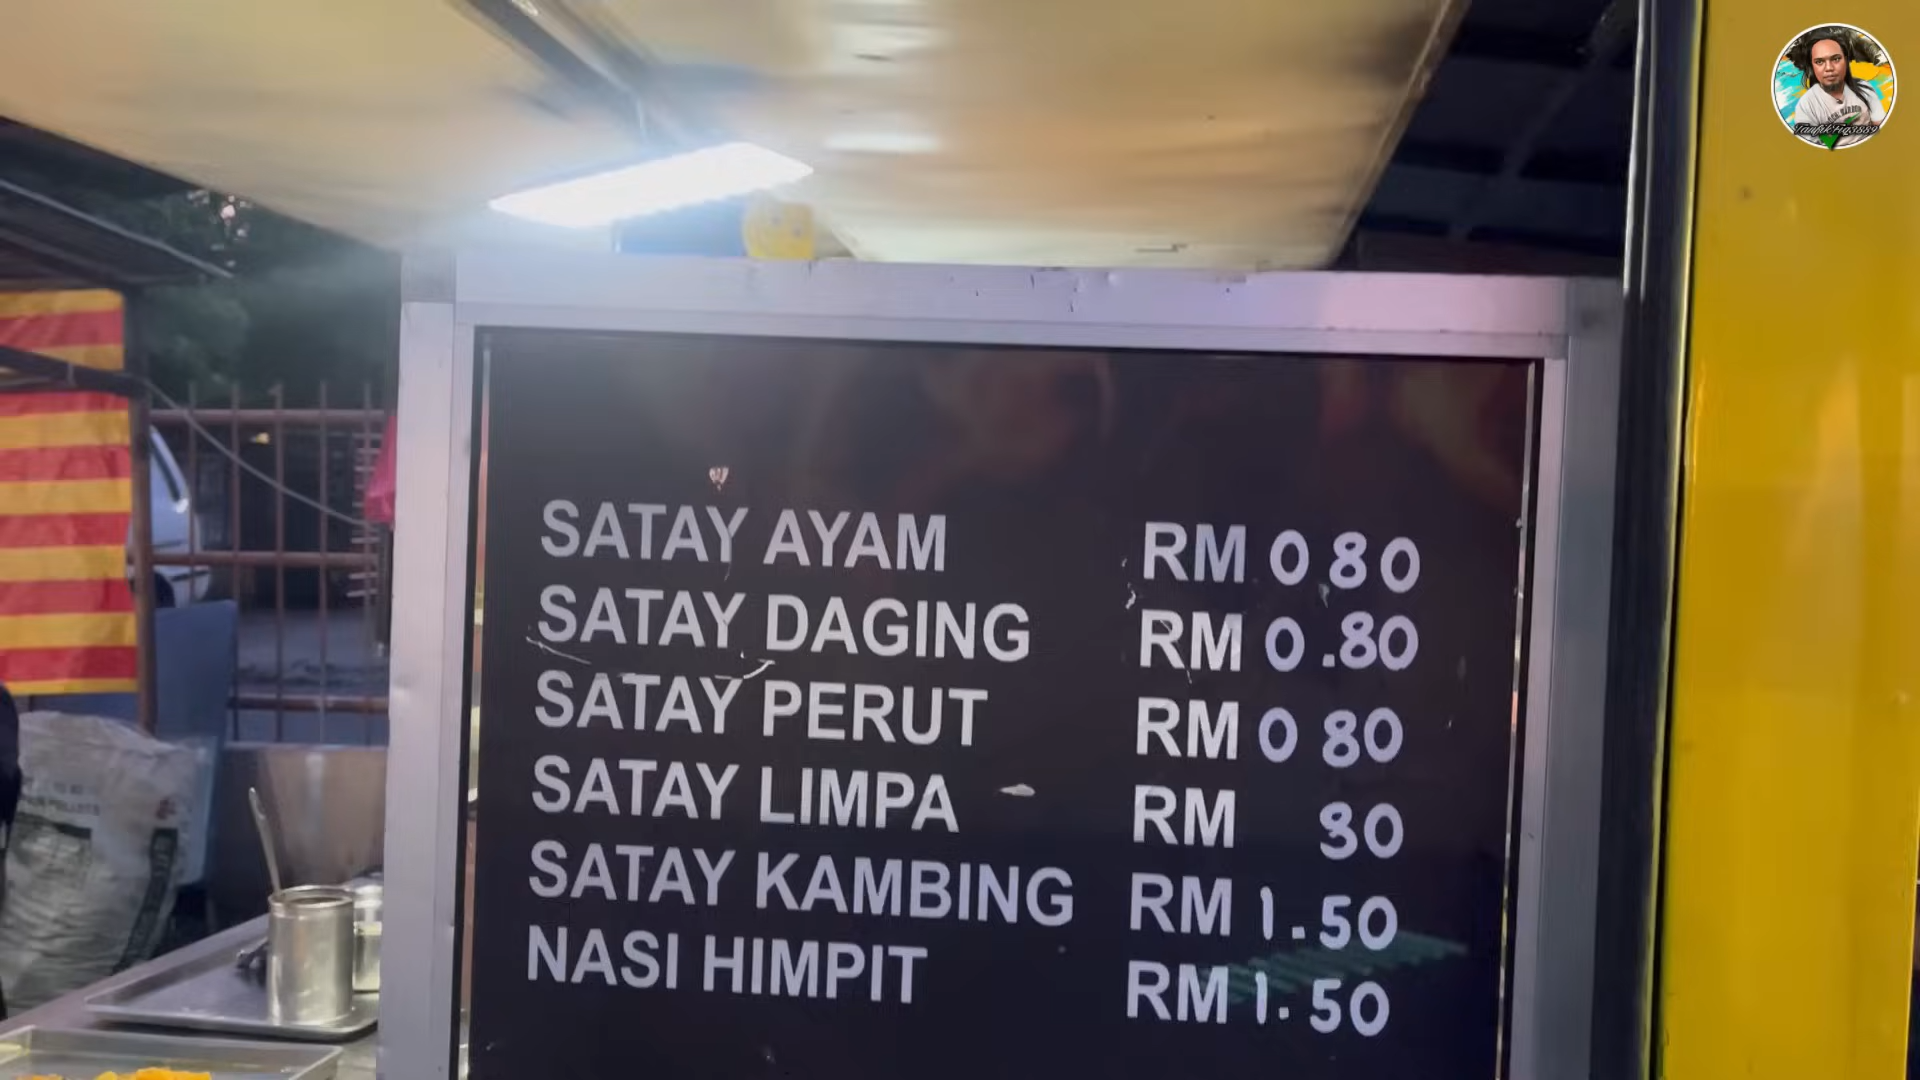 SATAY AYAM RM 0 80
SATAY DAGING RM 0.80
SATAY PERUT RM 0 80
SATAY LIMPA RM 80
SATAY KAMBING RM 1.50
NASI HIMPIT RM 1.50